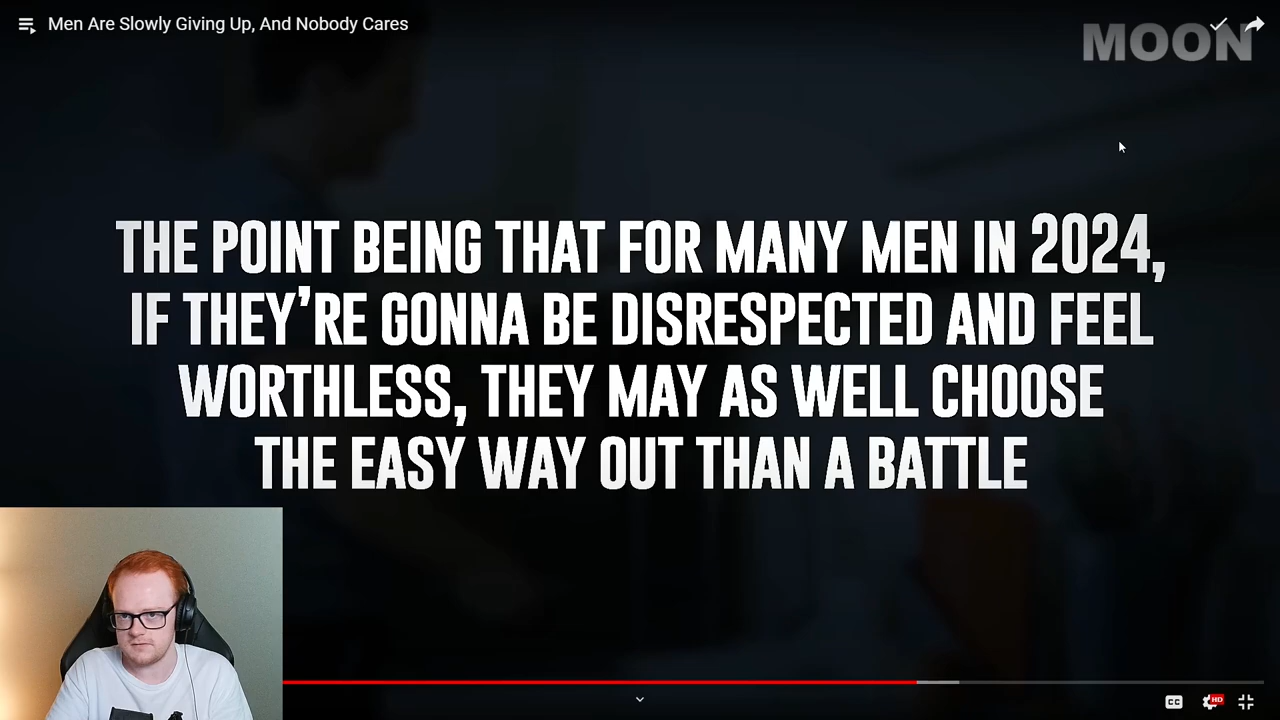 Men Are Slowly Giving Up, And Nobody Cares
MOON
THE POINT BEING THAT FOR MANY MEN IN 2024,
IF THEY'RE GONNA BE DISRESPECTED AND FEEL
WORTHLESS, THEY MAY AS WELL CHOOSE
THE EASY WAY OUT THAN A BATTLE
CC
HD